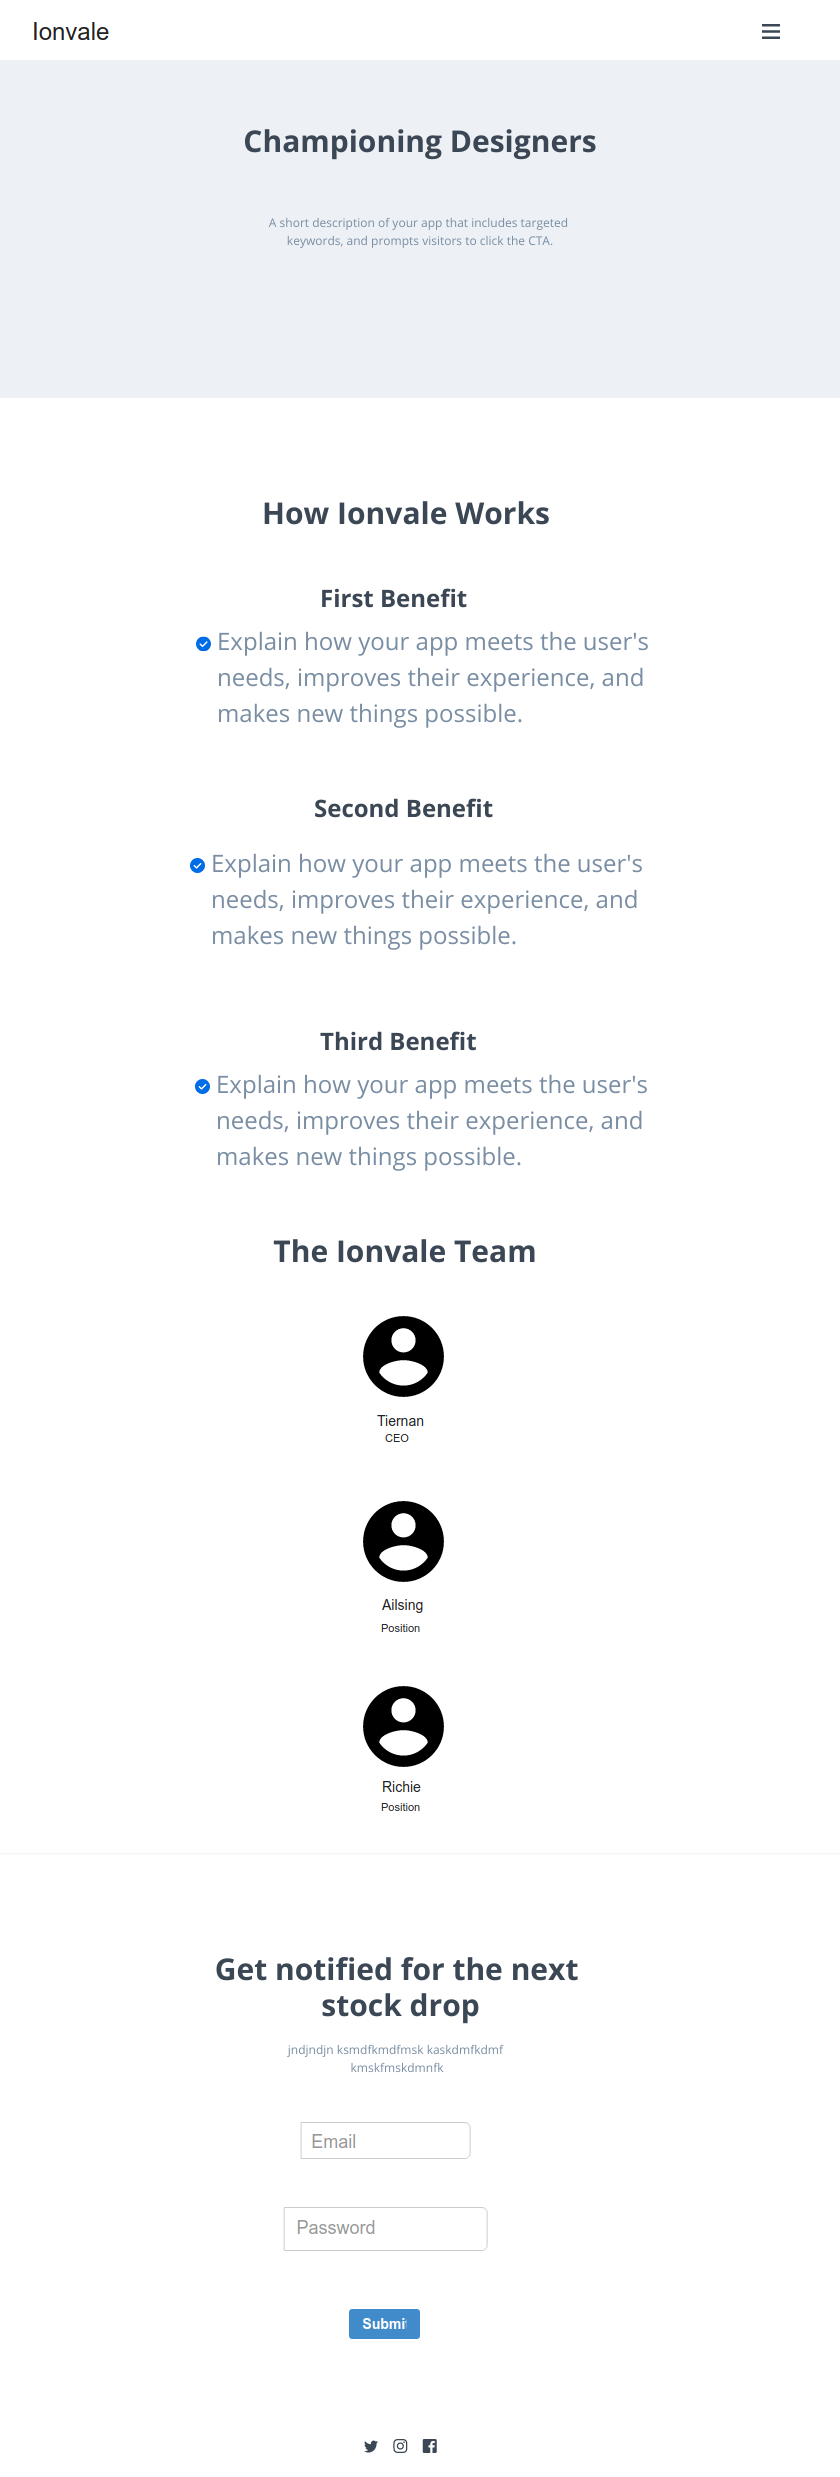 Ionvale
Championing Designers
A short description of your app that includes targeted
keywords, and prompts visitors to click the CTA.
How Ionvale Works
First Benefit
Explain how your app meets the user's
needs, improves their experience, and
makes new things possible.
Second Benefit
Explain how your app meets the user's
needs, improves their experience, and
makes new things possible.
Third Benefit
Explain how your app meets the user's
needs, improves their experience, and
makes new things possible.
The Ionvale Team
Tiernan
CEO
Ailsing
Position
Richie
Position
Get notified for the next
stock drop
jndjndjn ksmdfkmdfmsk kaskdmfkdmf
kmskfmskdmnfk
Email
Password
Submit